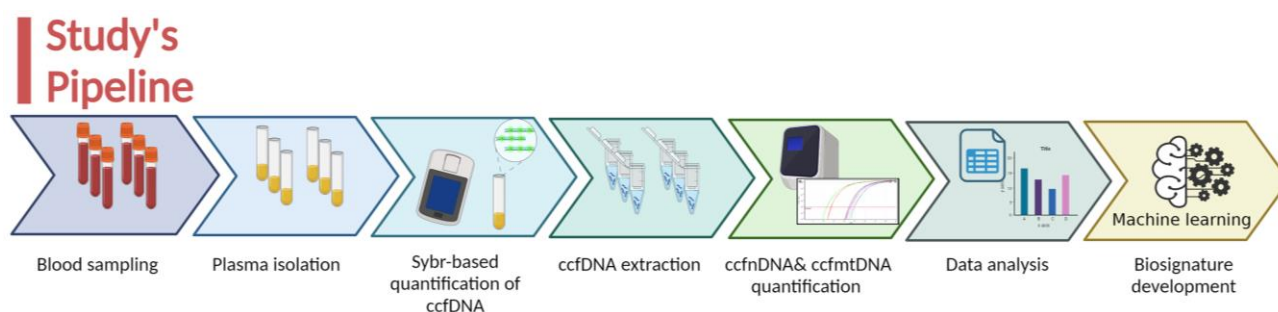 Study's
Pipeline
Machine learning
Blood sampling
Plasma isolation
Sybr-based
quantification of
ccfDNA
ccfDNA extraction
ccfnDNA& ccfmtDNA
quantification
Data analysis
Biosignature
development